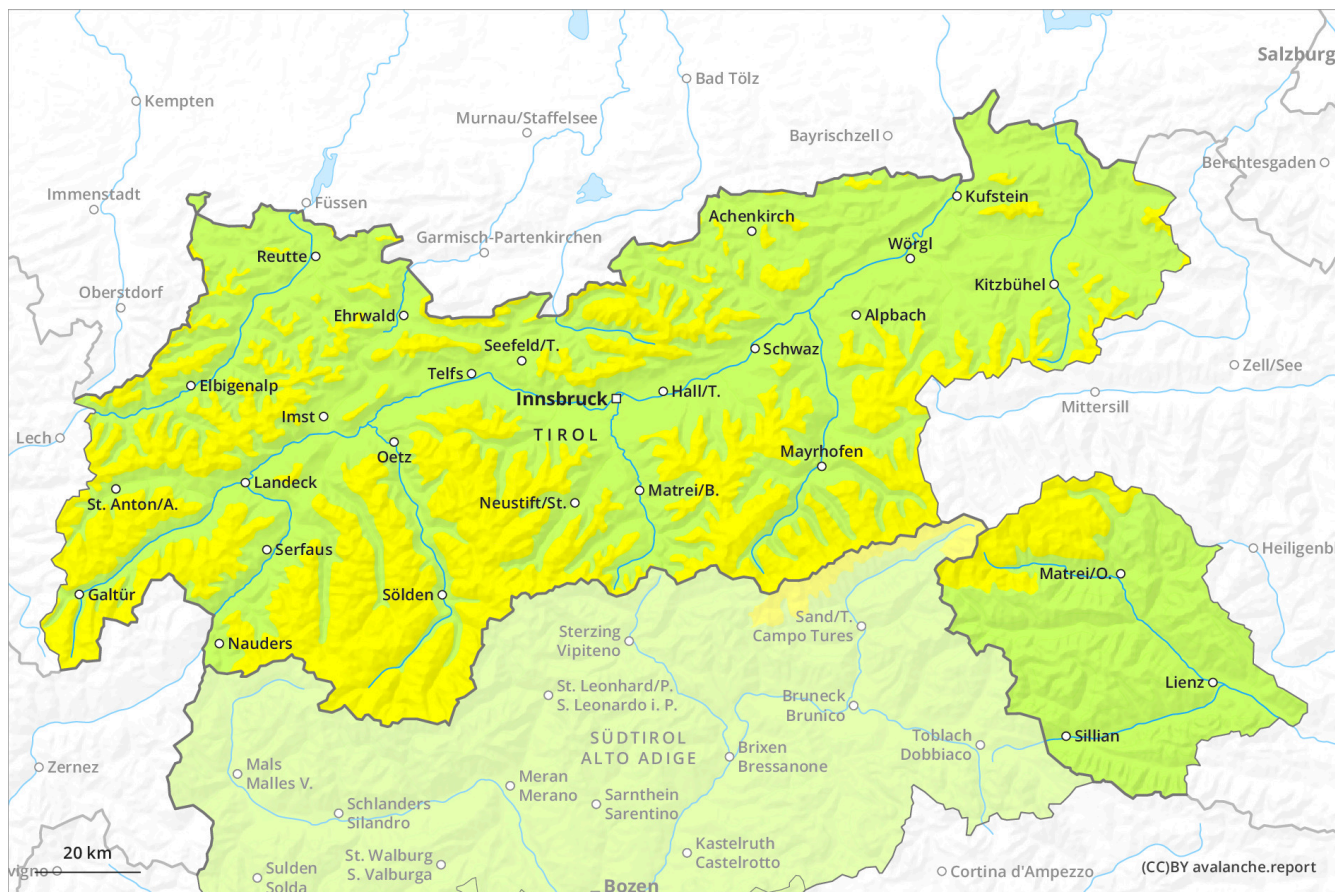 Salzburg
Bad Tölz
Kempten
Murnau/Staffelsee
Bayrischzell
Berchtesgaden
Immenstadt
Füssen
Kufstein
Achenkirch
Garmisch-Partenkirchen
Wörgl
Reutte
Kitzbühel
Oberstdorf
Ehrwald
Alpbach
Seefeld/T.
Schwaz
Zell/See
Telfs
Elbigenalp
Innsbruck
Hall/T.
Mittersill
Imst
Lech
TIROL
Oetz
Mayrhofen
Landeck
Matrei/B.
St. Anton/A.
Neustift/St.
Serfaus
Heiligenb
Matrei/O.
Galtür
Sölden
Sand/T.
Campo Tures
Sterzing
Vipiteno
Nauders
Lienz
St. Leonhard/P.
S. Leonardo i. P.
Bruneck
Brunico
SÜDTIROL
ALTO ADIGE
Toblach
Dobbiaco
Sillian
Brixen
Bressanone
Zernez
Mals
Malles V.
Meran
Merano
Sarnthein
Sarentino
Schlanders
Silandro
Kastelruth
Castelrotto
20 km
St. Walburg
S. Valburga
vigno
Sulden
Solda
Cortina d'Ampezzo
(CC)BY avalanche.report
Bozen